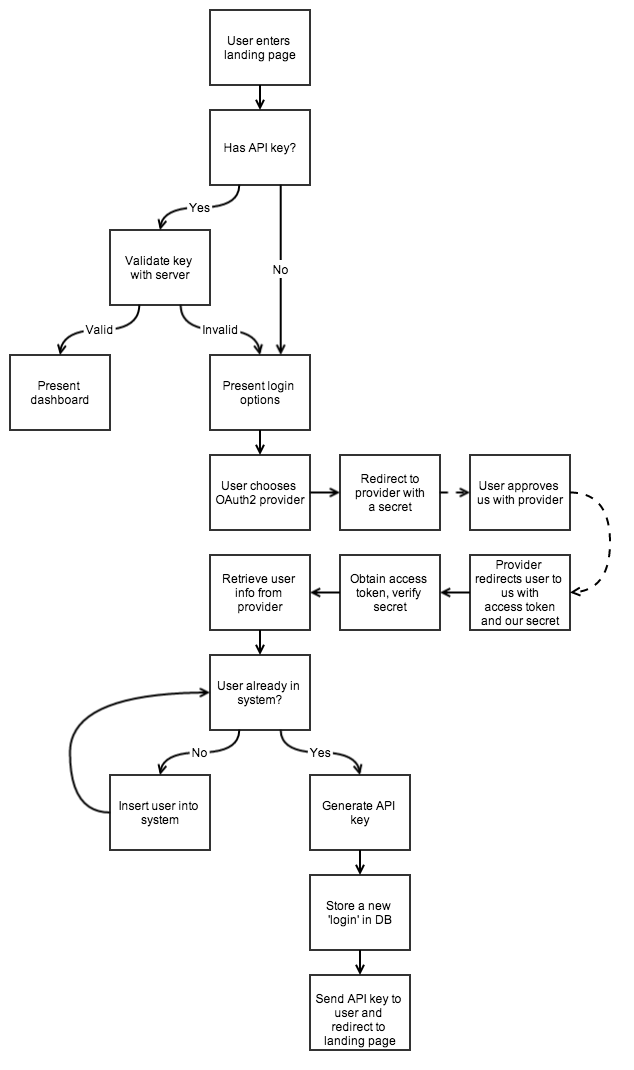 User enters
landing page
Has API key?
Yes
No
Validate key
with server
Valid
Invalid
Present
dashboard
Present login
options
User chooses
OAuth2 provider
Redirect to
provider with
a secret
User approves
us with provider
Provider
redirects user to
us with
access token
and our secret
Obtain access
token, verify
secret
Retrieve user
info from
provider
User already in
system?
No
Yes
Insert user into
system
Generate API
key
Store a new
'login' in DB
Send API key to
user and
redirect to
landing page